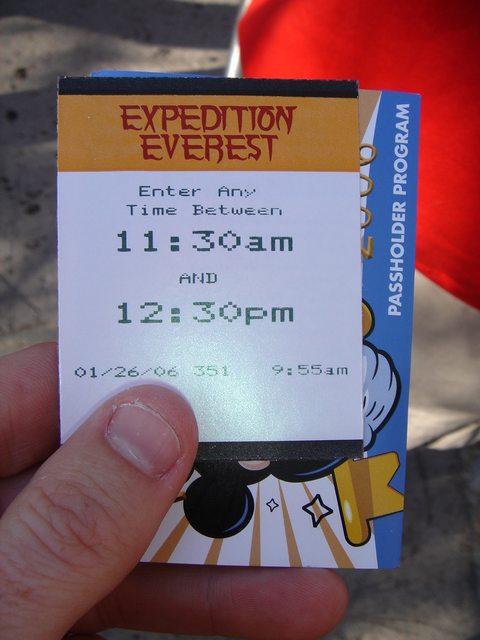 EXPEDITION
EVEREST
Enter Any
Time Between
11:30am
AND
12:30pm
01/26/06 351 9:55am
PASSHOLDER PROGRAM